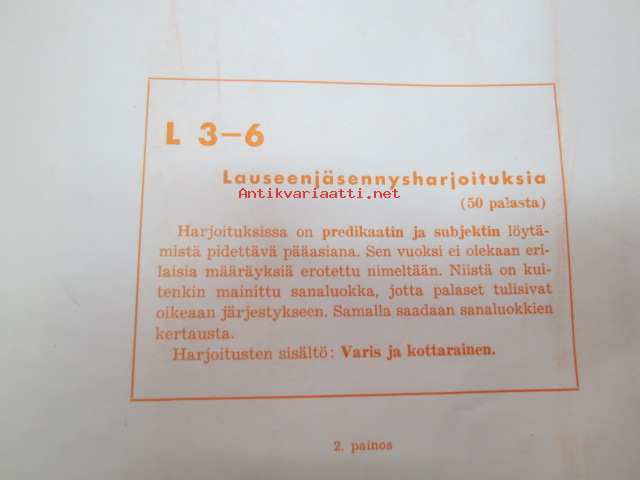 L 3–6
Lauseenjäsennysharjoituksia
Antikvariaatti.net
(50 palasta)
Harjoituksissa on predikaatin ja subjektin löytä-
mistä pidettävä pääasiana. Sen vuoksi ei olekaan eri-
laisia määräyksiä erotettu nimeltään. Niistä on kui-
tenkin mainittu sanaluokka, jotta palaset tulisivat
oikeaan järjestykseen. Samalla saadaan sanaluokkien
kertausta.
Harjoitusten sisältö: Varis ja kottarainen.
2. painos